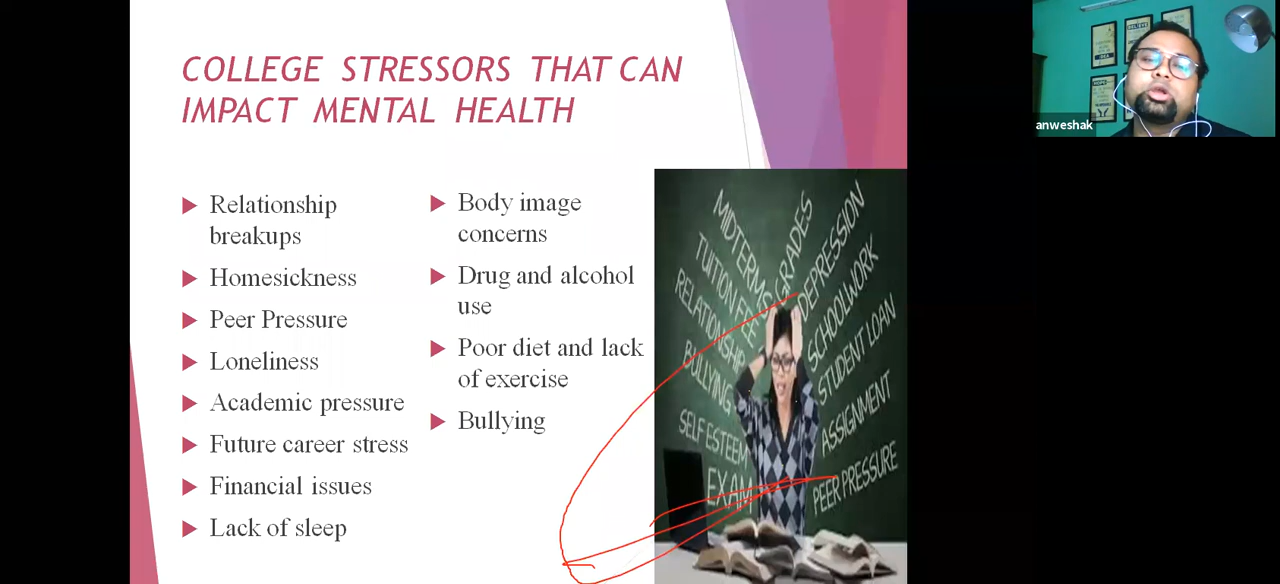 COLLEGE STRESSORS THAT CAN
IMPACT MENTAL HEALTH
Relationship
breakups
Homesickness
Peer Pressure
Loneliness
Academic pressure
Future career stress
Financial issues
Lack of sleep
Body image
concerns
Drug and alcohol
use
Poor diet and lack
of exercise
Bullying
MIDTERMS
GRADES
DEPRESSION
TUITION FEE
SCHOOLWORK
RELATIONSHIP
STUDENT LOAN
BULLYING
ASSIGNMENT
SELF ESTEEM
PEER PRESSURE
EXAM
anweshak